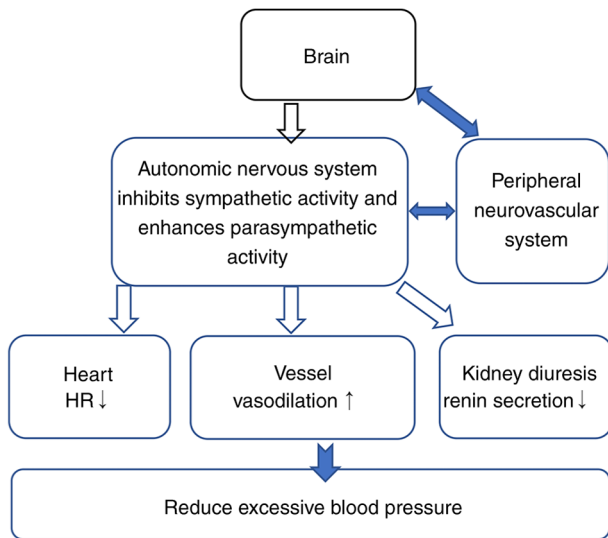 Brain
Autonomic nervous system
inhibits sympathetic activity and
enhances parasympathetic
activity
Peripheral
neurovascular
system
Heart
HR↓
Vessel
vasodilation ↑
Kidney diuresis
renin secretion↓
Reduce excessive blood pressure